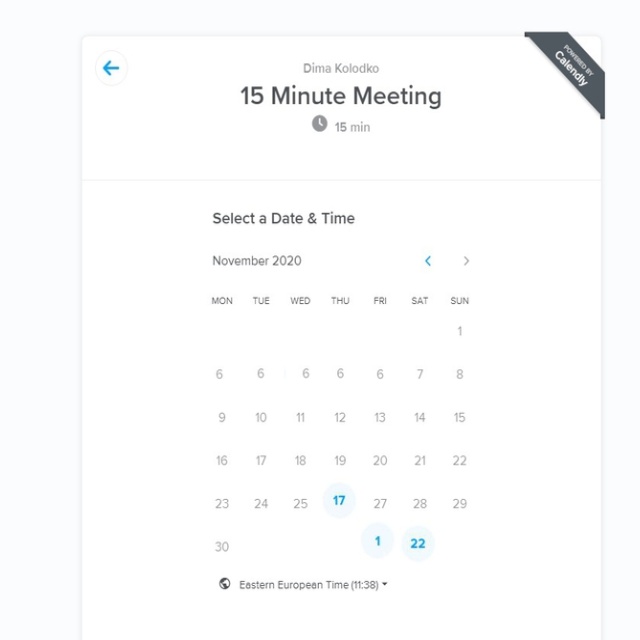 POWERED BY
Calendly
Dima Kolodko
15 Minute Meeting
15 min
Select a Date & Time
November 2020
MON TUE WED THU FRI SAT SUN
1
6 6 6 6 6 7 8
9 10 11 12 13 14 15
16 17 18 19 20 21 22
23 24 25 17 27 28 29
30 1 22
Eastern European Time (11:38)